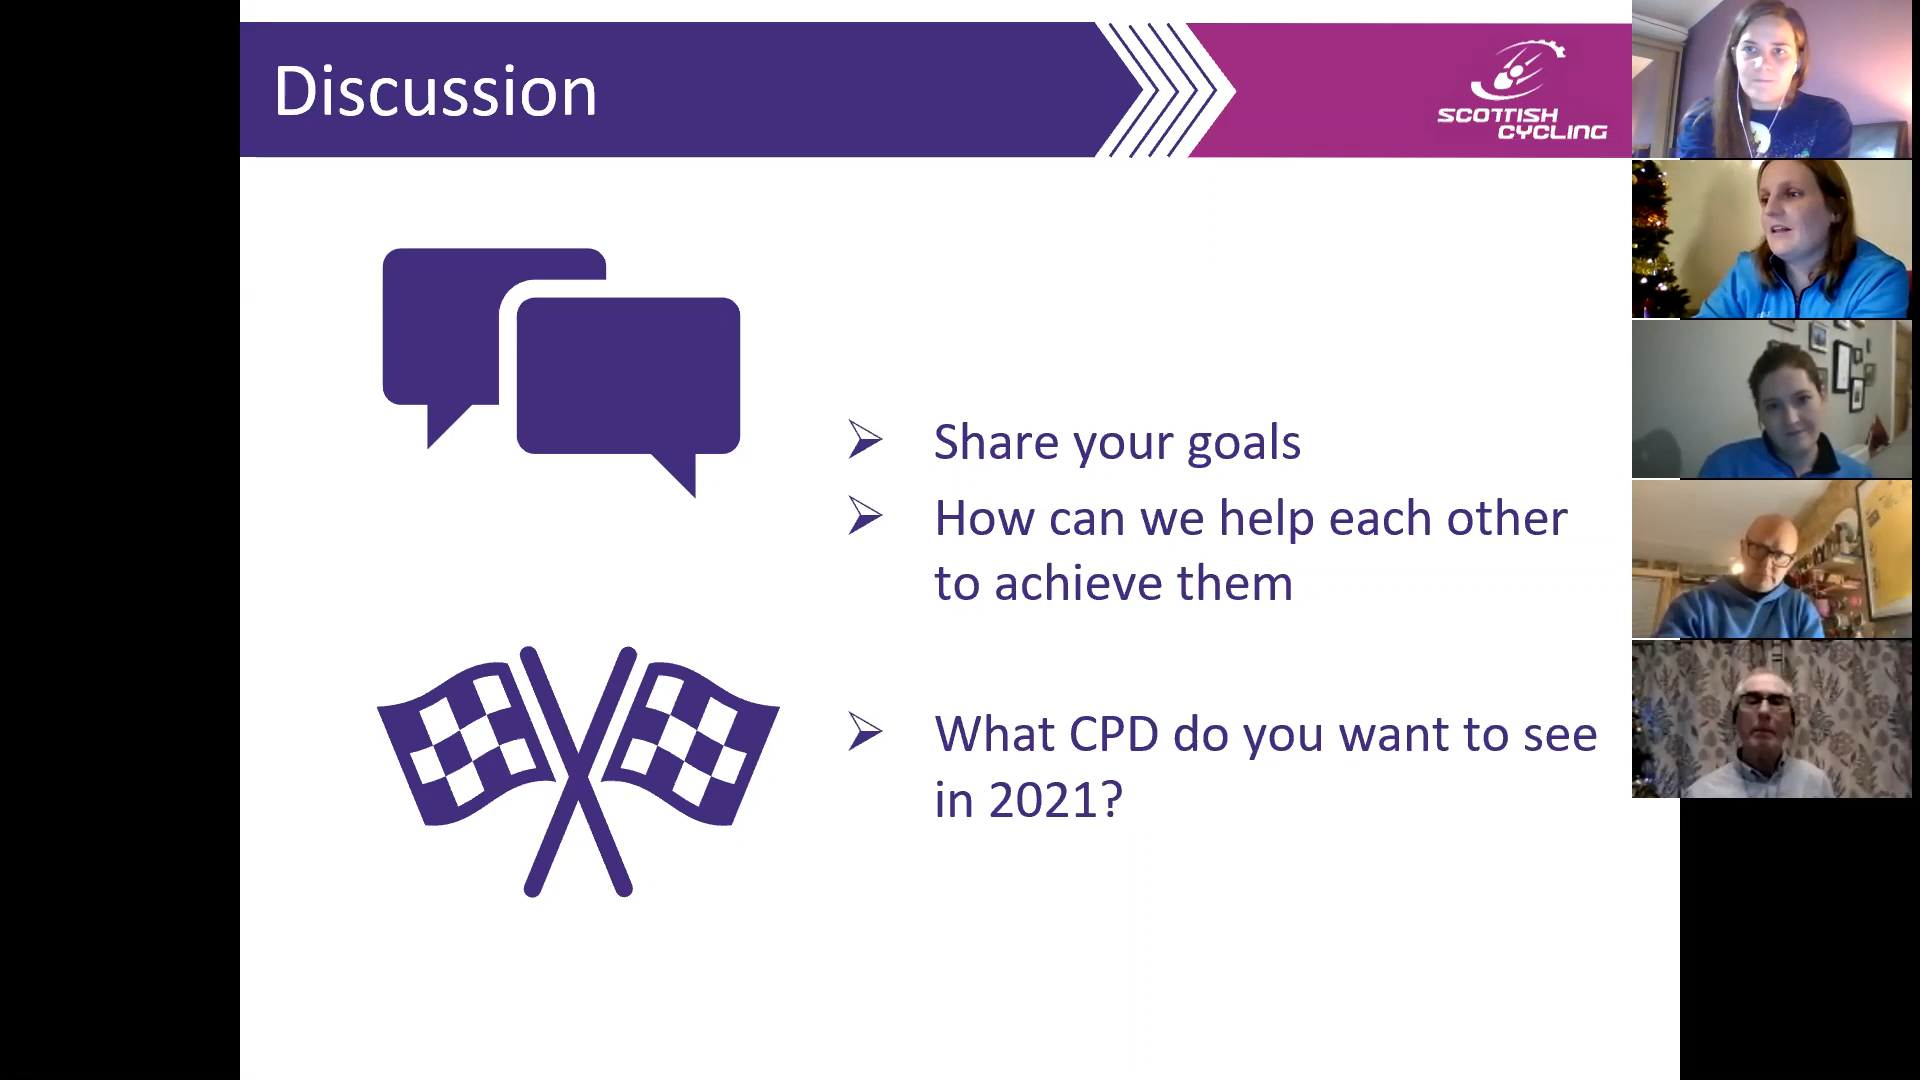 Discussion
SCOTTISH
CYCLING
Share your goals
How can we help each other
to achieve them
What CPD do you want to see
in 2021?